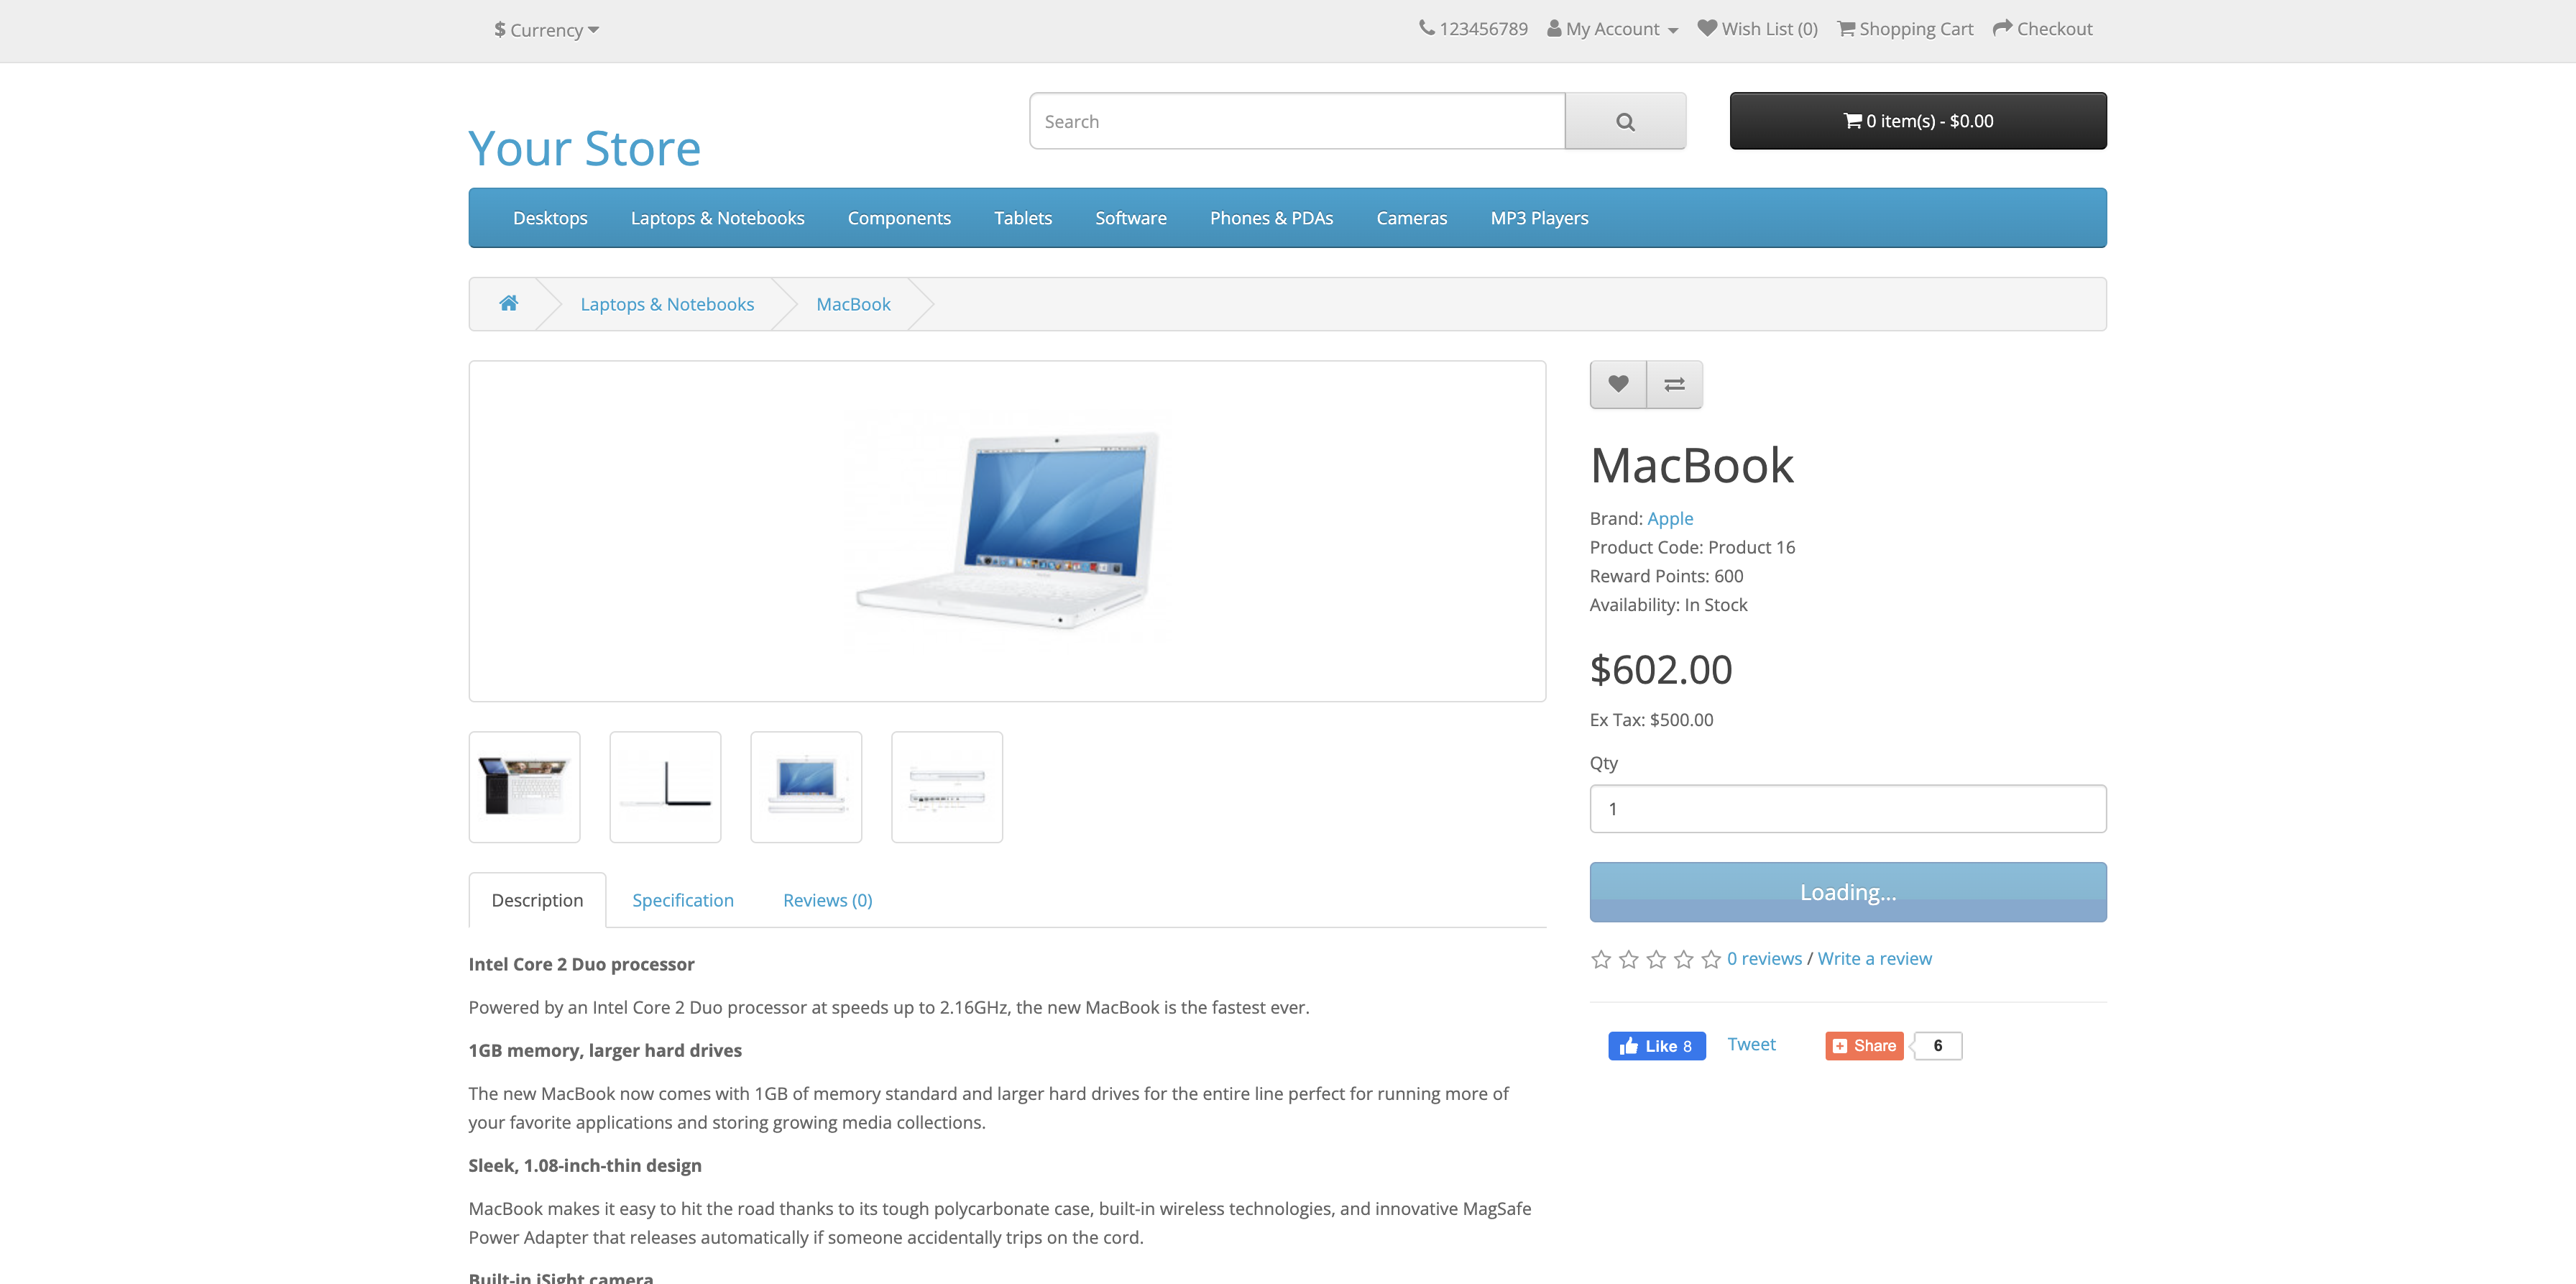 $ Currency
123456789 My Account Wish List (0) Shopping Cart Checkout
Your Store
Search
0 item(s) - $0.00
Desktops Laptops & Notebooks Components Tablets Software Phones & PDAs Cameras MP3 Players
Laptops & Notebooks MacBook
MacBook
Brand: Apple
Product Code: Product 16
Reward Points: 600
Availability: In Stock
$602.00
Ex Tax: $500.00
Qty
1
Loading...
0 reviews / Write a review
Like 8 Tweet Share 6
Description Specification Reviews (0)
Intel Core 2 Duo processor
Powered by an Intel Core 2 Duo processor at speeds up to 2.16GHz, the new MacBook is the fastest ever.
1GB memory, larger hard drives
The new MacBook now comes with 1GB of memory standard and larger hard drives for the entire line perfect for running more of
your favorite applications and storing growing media collections.
Sleek, 1.08-inch-thin design
MacBook makes it easy to hit the road thanks to its tough polycarbonate case, built-in wireless technologies, and innovative MagSafe
Power Adapter that releases automatically if someone accidentally trips on the cord.
Built-in iSight camera